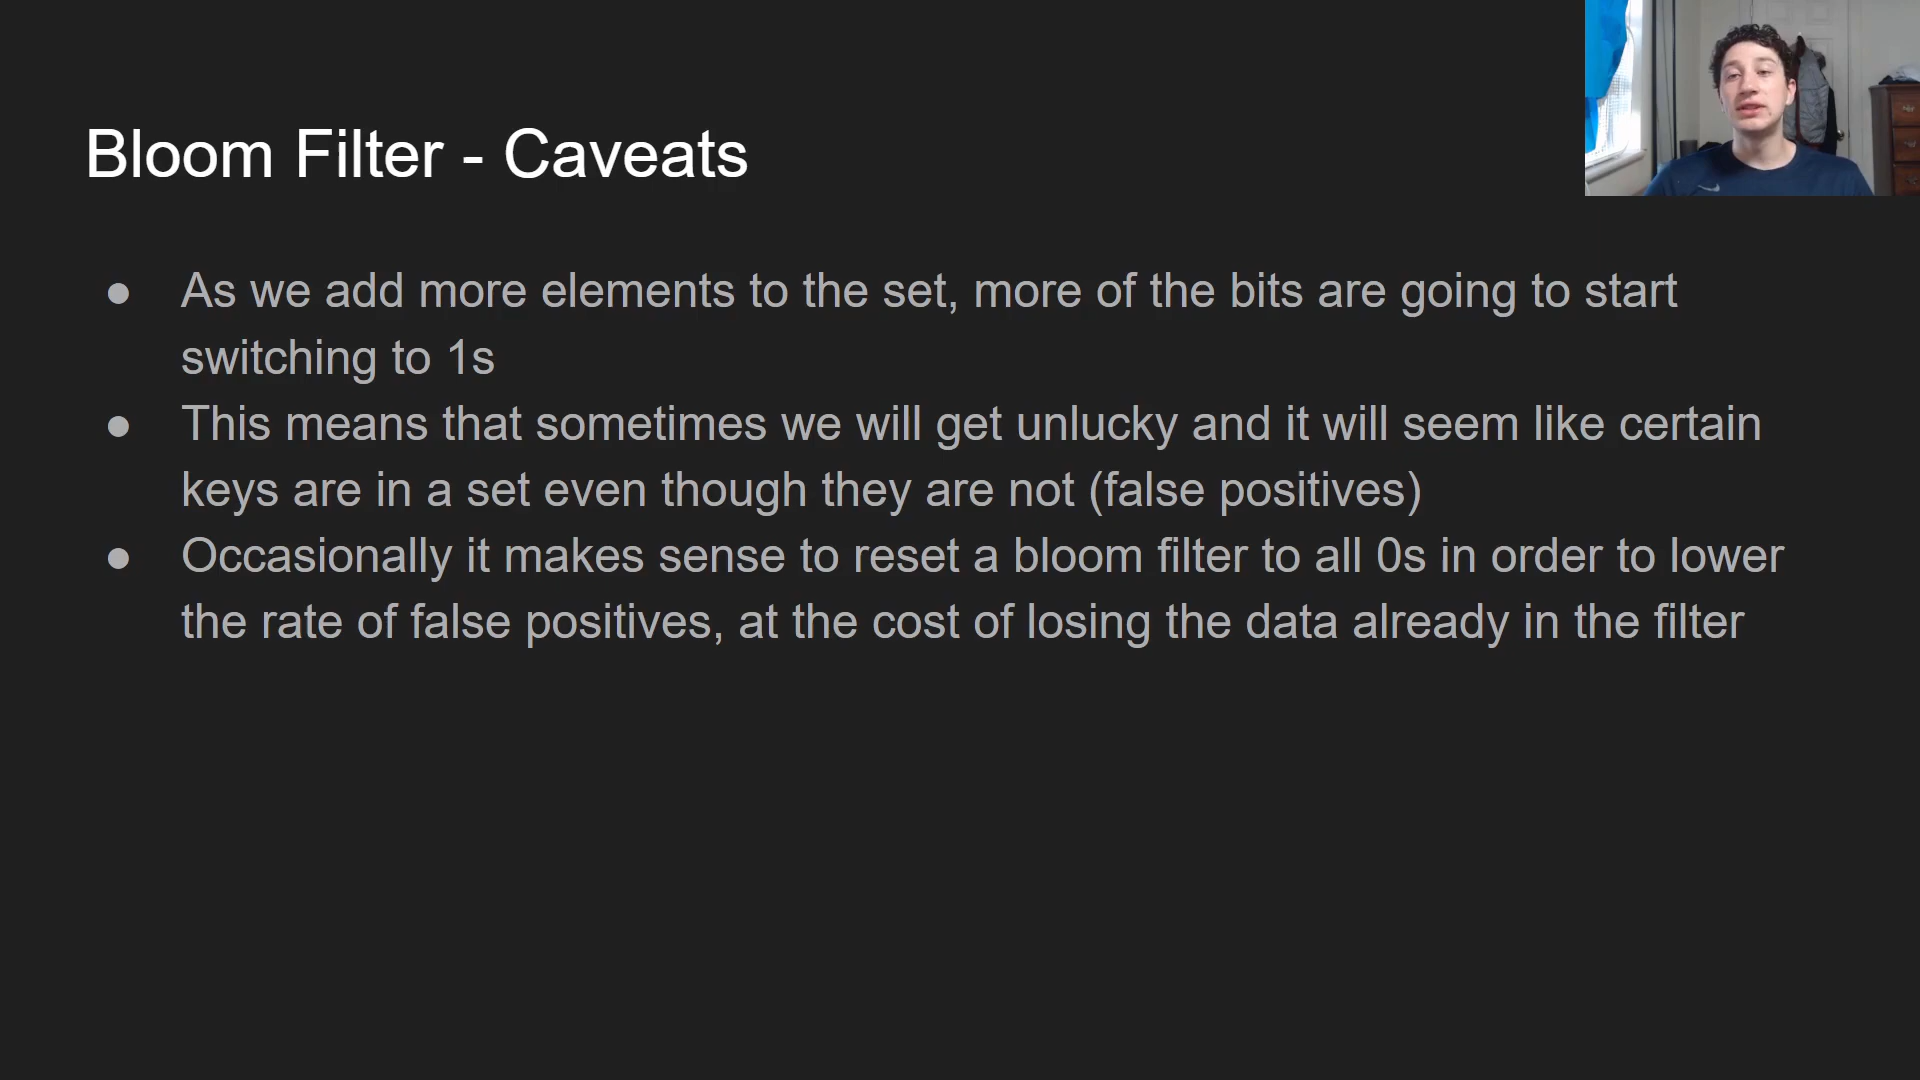 Bloom Filter - Caveats
● As we add more elements to the set, more of the bits are going to start
switching to 1s
● This means that sometimes we will get unlucky and it will seem like certain
keys are in a set even though they are not (false positives)
● Occasionally it makes sense to reset a bloom filter to all 0s in order to lower
the rate of false positives, at the cost of losing the data already in the filter